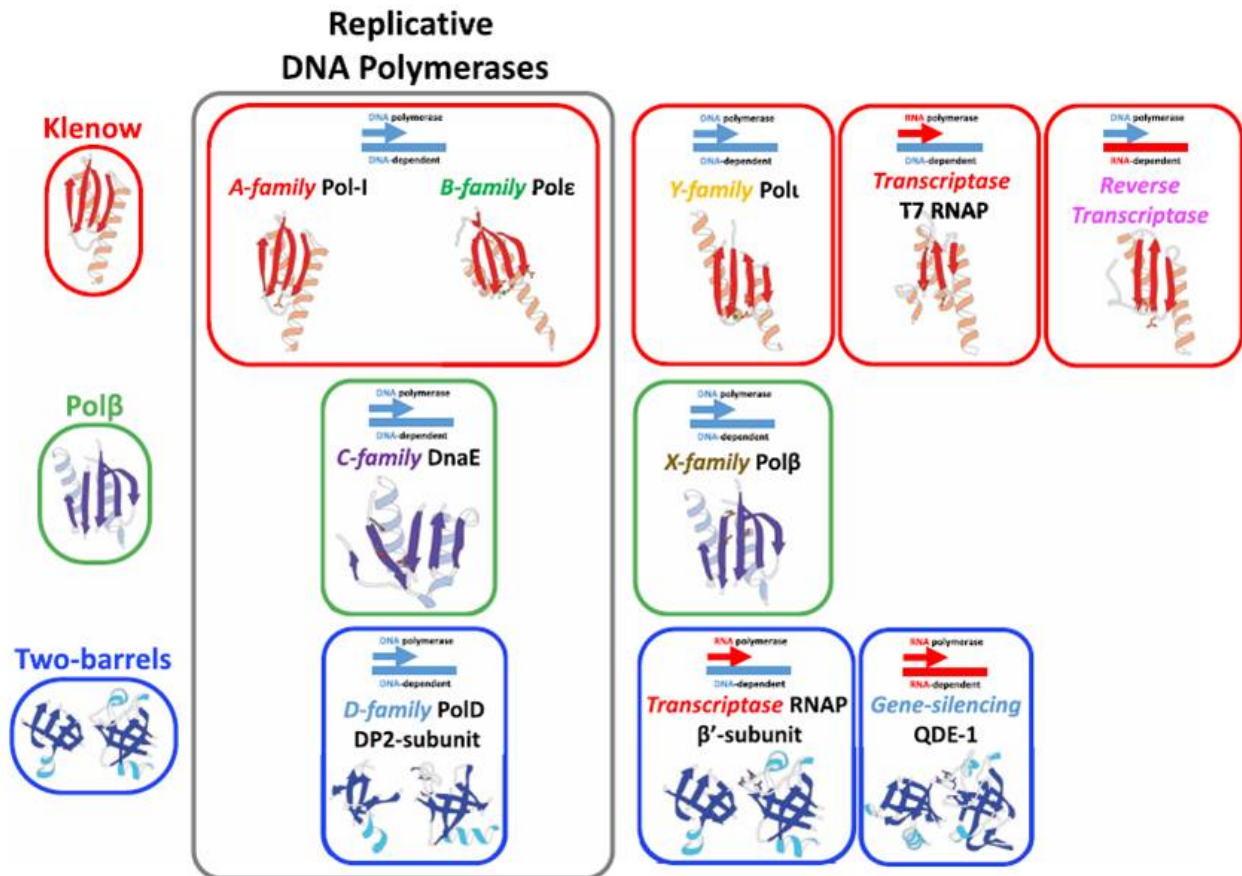 Replicative
DNA Polymerases
Klenow
DNA polymerase
DNA-dependent
A-family Pol-I
B-family Polε
DNA polymerase
DNA-dependent
Y-family Polι
RNA polymerase
DNA-dependent
Transcriptase
T7 RNAP
DNA polymerase
RNA-dependent
Reverse
Transcriptase
Polβ
DNA polymerase
DNA-dependent
C-family DnaE
DNA polymerase
DNA-dependent
X-family Polβ
Two-barrels
DNA polymerase
DNA-dependent
D-family PolD
DP2-subunit
RNA polymerase
DNA-dependent
Transcriptase RNAP
β'-subunit
RNA polymerase
RNA-dependent
Gene-silencing
QDE-1